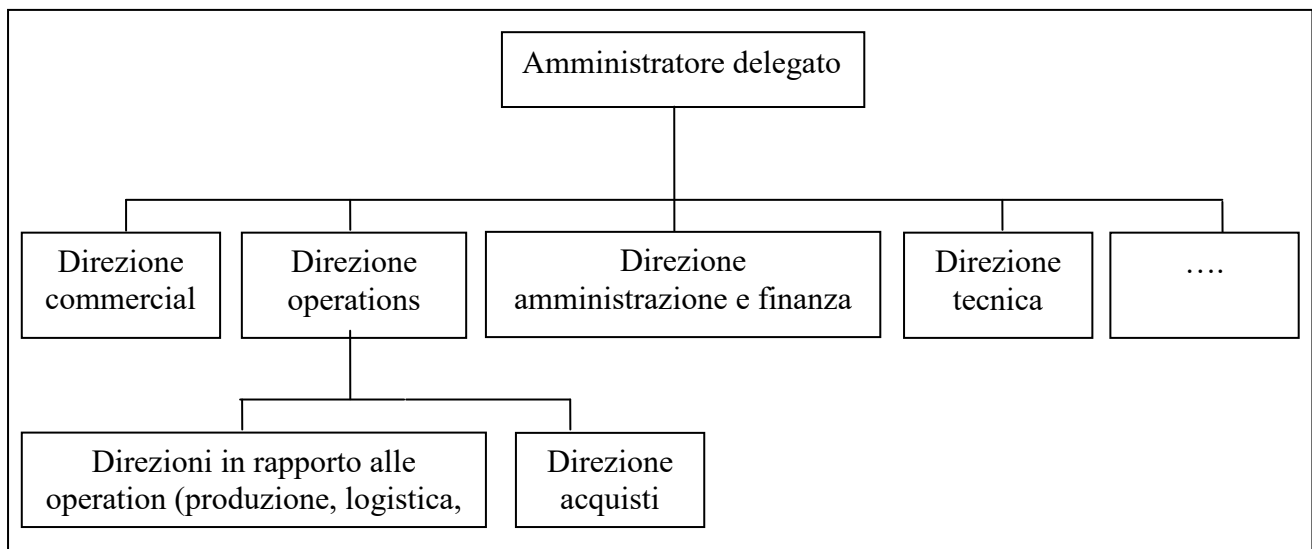 Amministratore delegato
Direzione
commercial
Direzione
operations
Direzione
amministrazione e finanza
Direzione
tecnica
….
Direzioni in rapporto alle
operation (produzione, logistica,
Direzione
acquisti